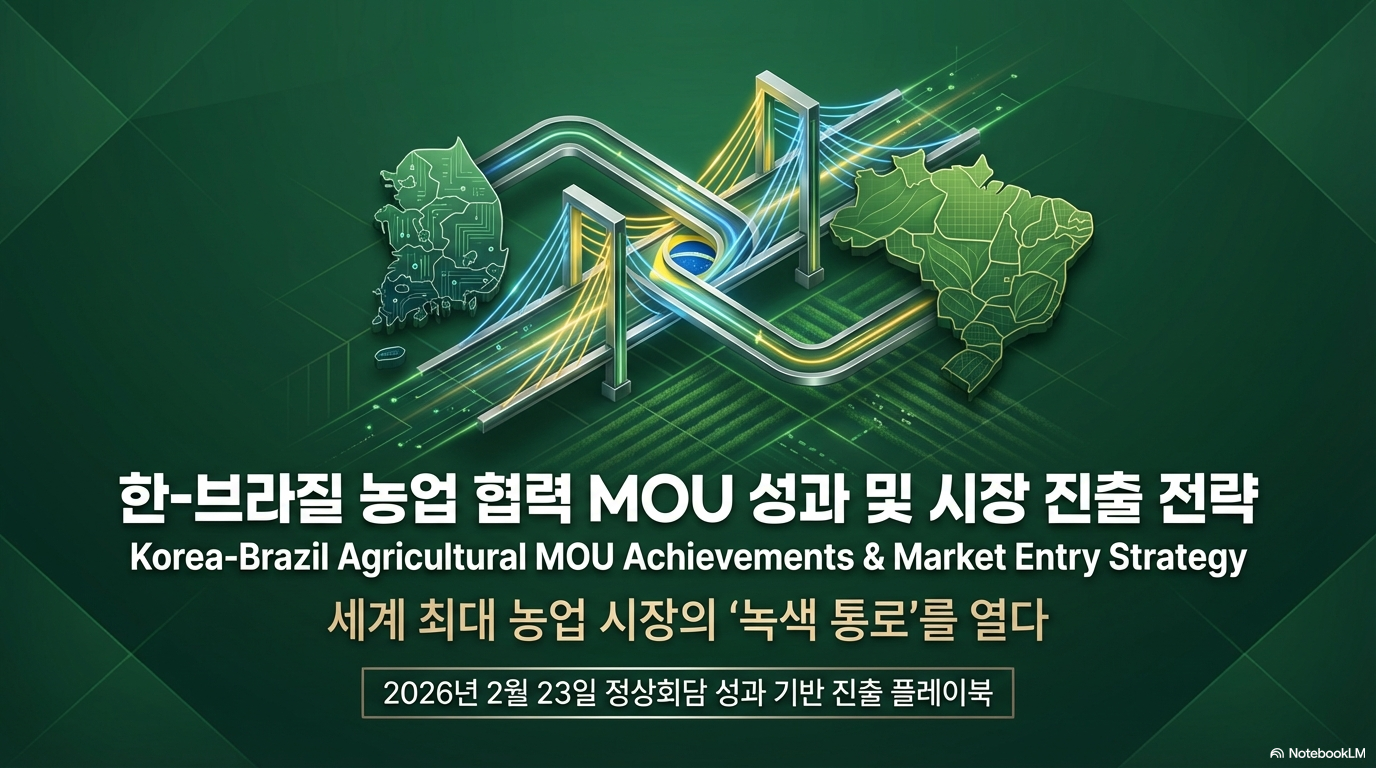 한-브라질 농업 협력 MOU 성과 및 시장 진출 전략
Korea-Brazil Agricultural MOU Achievements & Market Entry Strategy
세계 최대 농업 시장의 ‘녹색 통로’를 열다
2026년 2월 23일 정상회담 성과 기반 진출 플레이북
NotebookLM